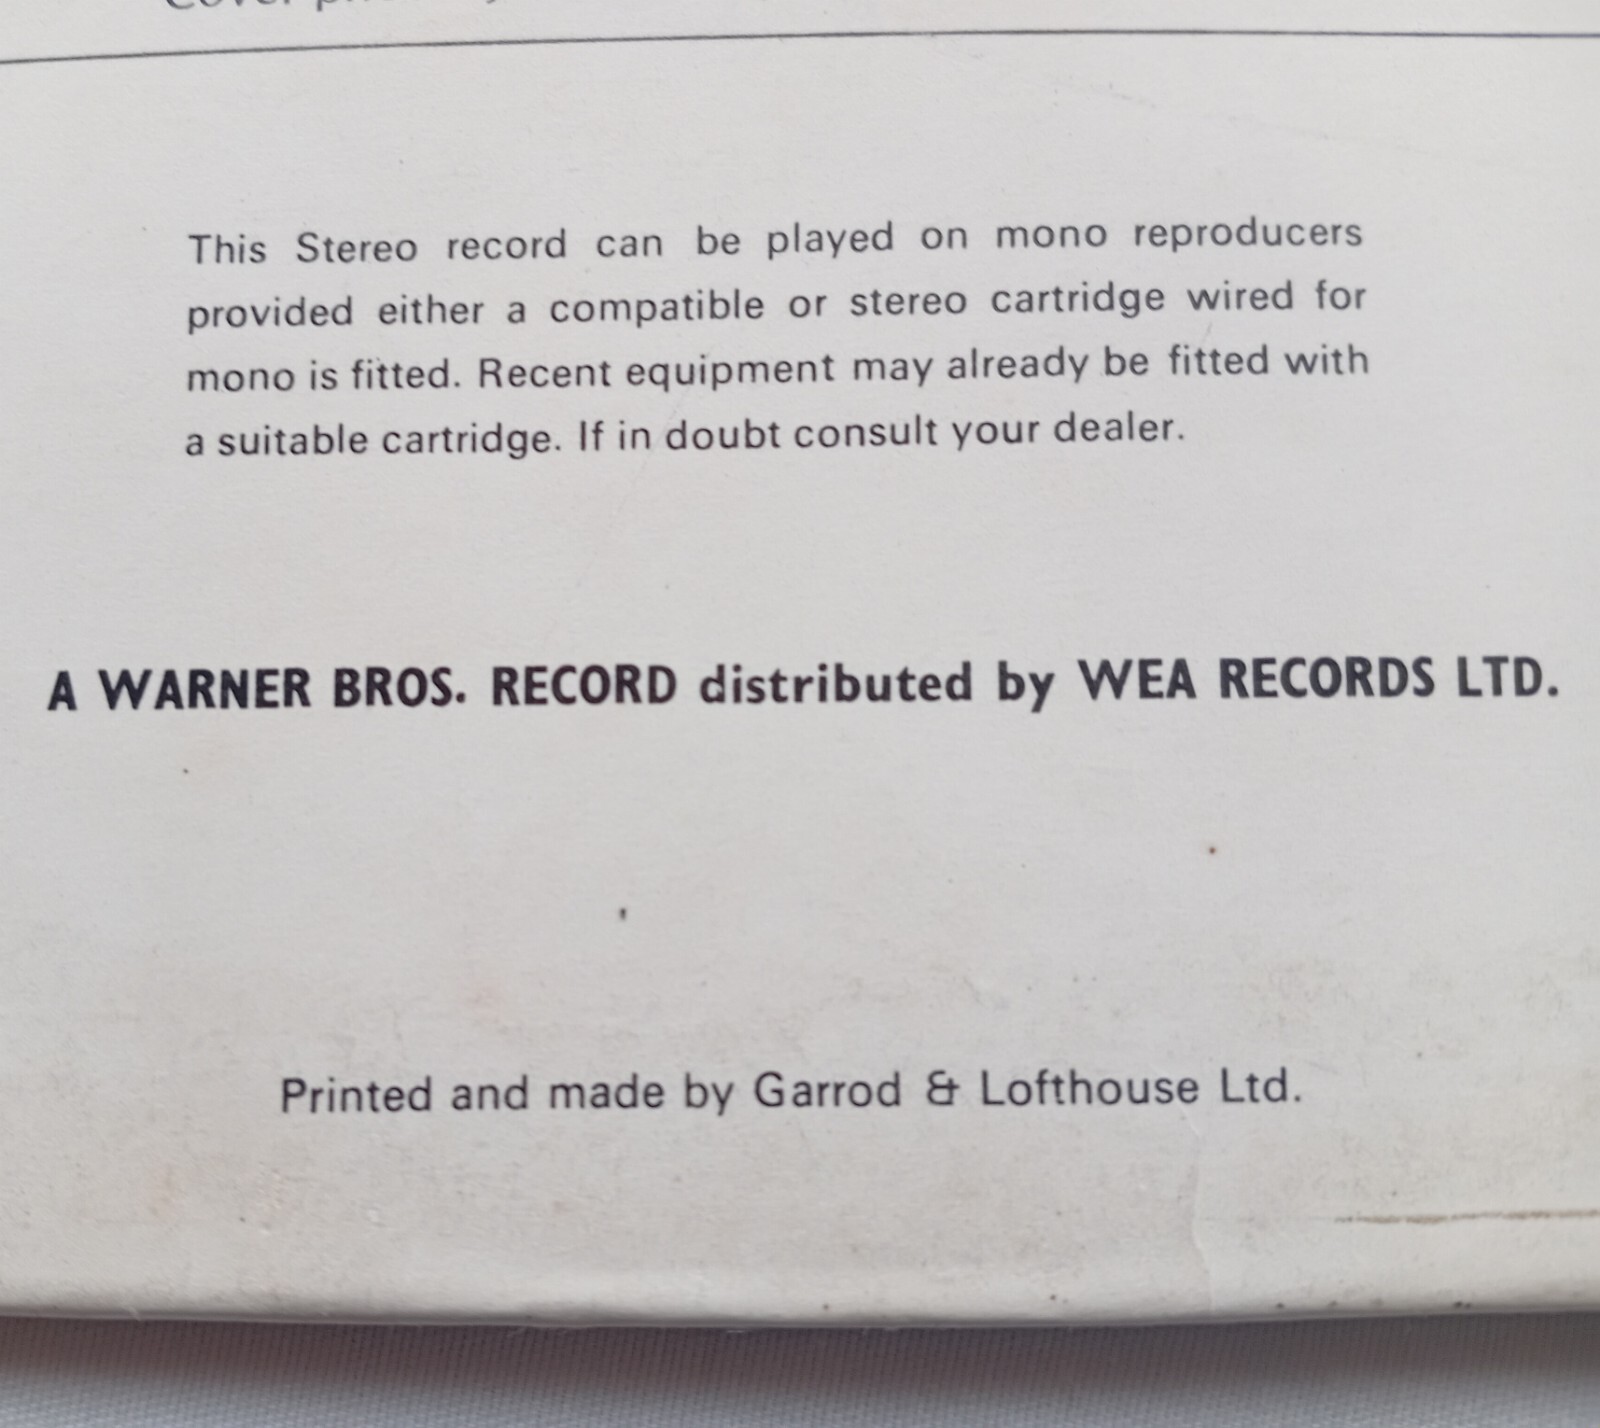 Cover
This Stereo record can be played on mono reproducers
provided either a compatible or stereo cartridge wired for
mono is fitted. Recent equipment may already be fitted with
a suitable cartridge. If in doubt consult your dealer.
A WARNER BROS. RECORD distributed by WEA RECORDS LTD.
Printed and made by Garrod & Lofthouse Ltd.